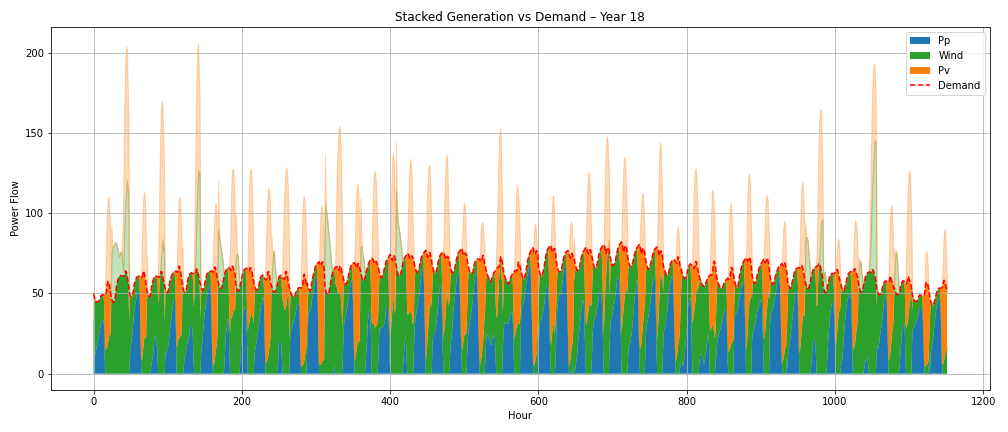 Stacked Generation vs Demand – Year 18
Pp
Wind
Pv
Demand
Power Flow
200
150
100
50
0
0
200
400
600
800
1000
1200
Hour